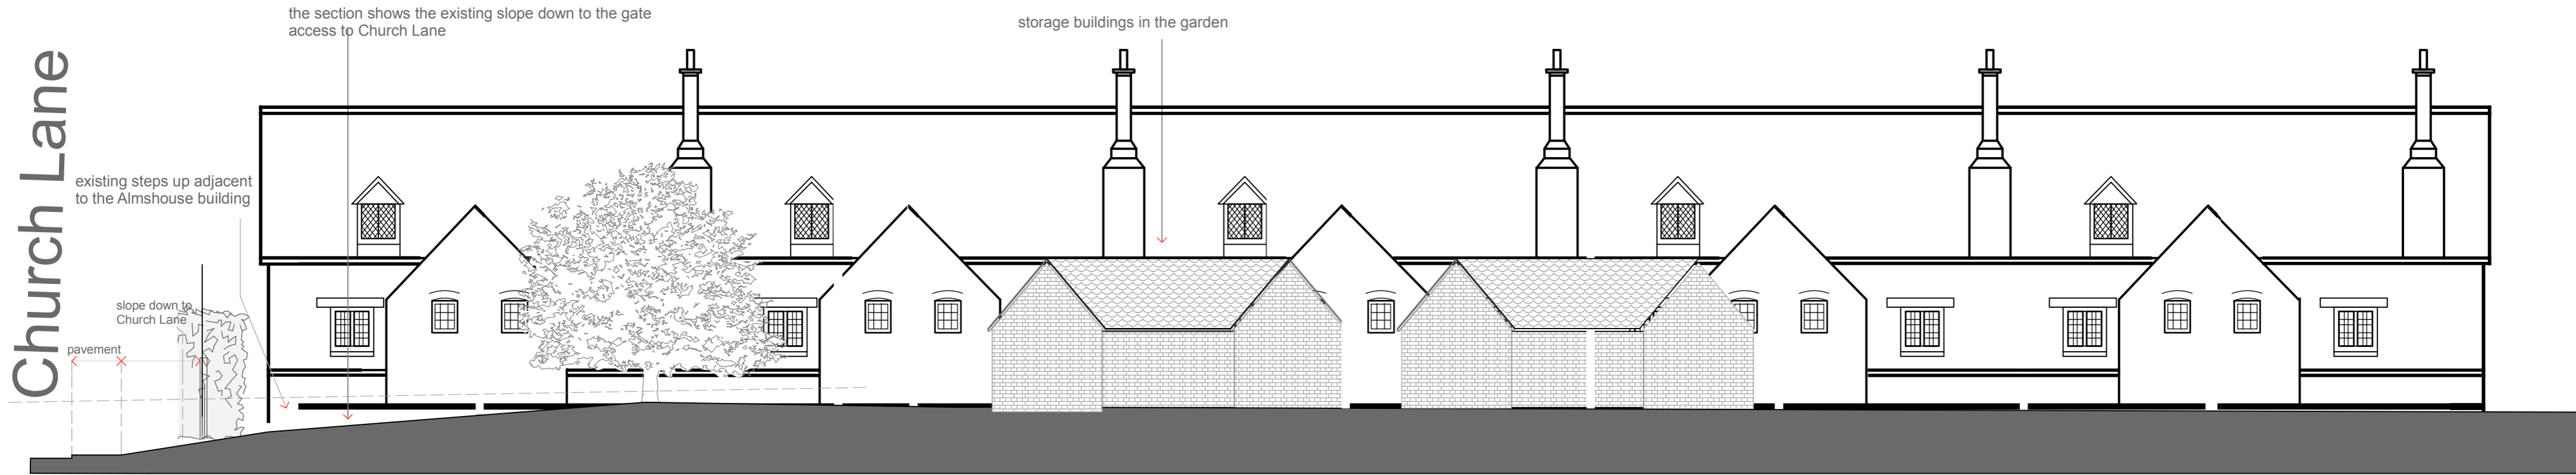 Church Lane
the section shows the existing slope down to the gate
access to Church Lane
storage buildings in the garden
existing steps up adjacent
to the Almshouse building
slope down to
Church Lane
pavement